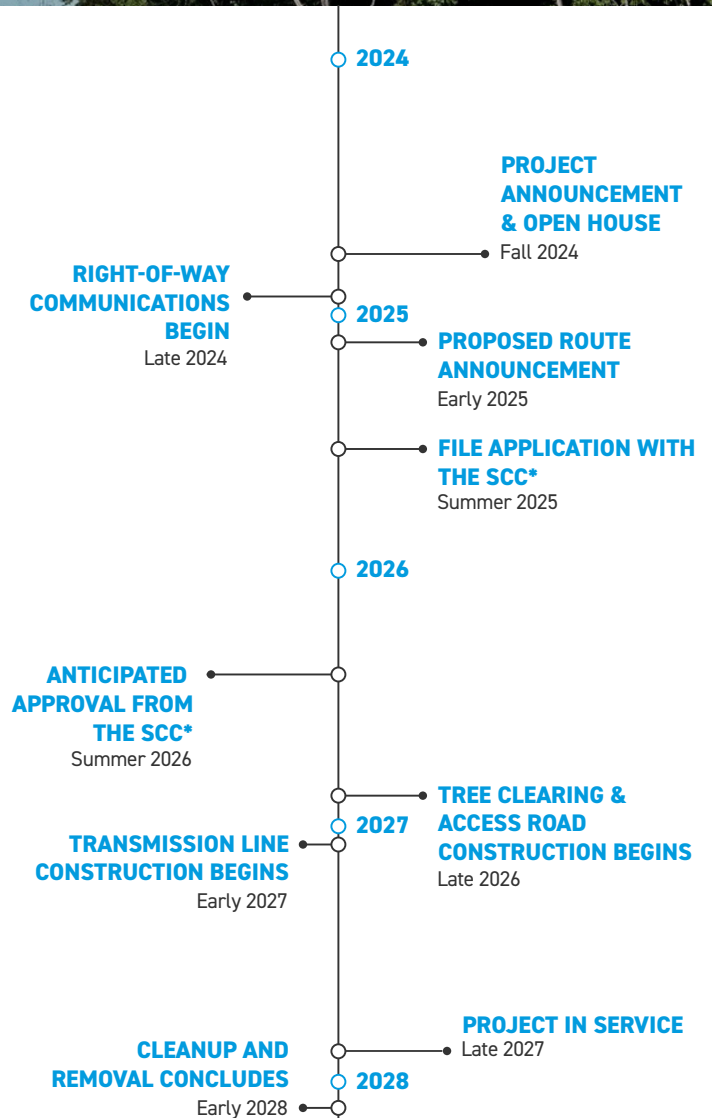 2024
PROJECT
ANNOUNCEMENT
& OPEN HOUSE
Fall 2024
RIGHT-OF-WAY
COMMUNICATIONS
BEGIN
Late 2024
2025
PROPOSED ROUTE
ANNOUNCEMENT
Early 2025
FILE APPLICATION WITH
THE SCC*
Summer 2025
2026
ANTICIPATED
APPROVAL FROM
THE SCC*
Summer 2026
TREE CLEARING &
ACCESS ROAD
CONSTRUCTION BEGINS
Late 2026
2027
TRANSMISSION LINE
CONSTRUCTION BEGINS
Early 2027
PROJECT IN SERVICE
Late 2027
CLEANUP AND
REMOVAL CONCLUDES
Early 2028
2028